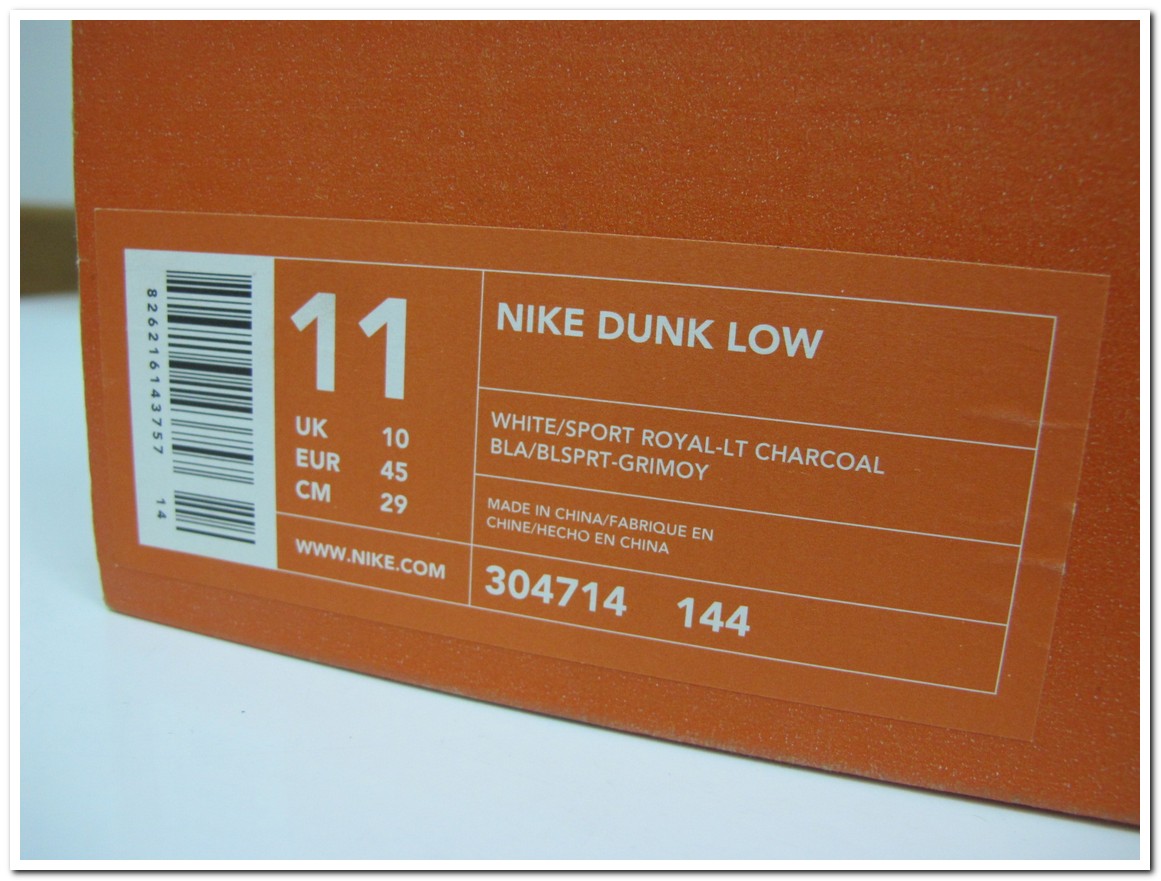 826216143757
14
11
UK 10
EUR 45
CM 29
WWW.NIKE.COM
NIKE DUNK LOW
WHITE/SPORT ROYAL-LT CHARCOAL
BLA/BLSPRT-GRIMOY
MADE IN CHINA/FABRIQUE EN
CHINE/HECHO EN CHINA
304714 144